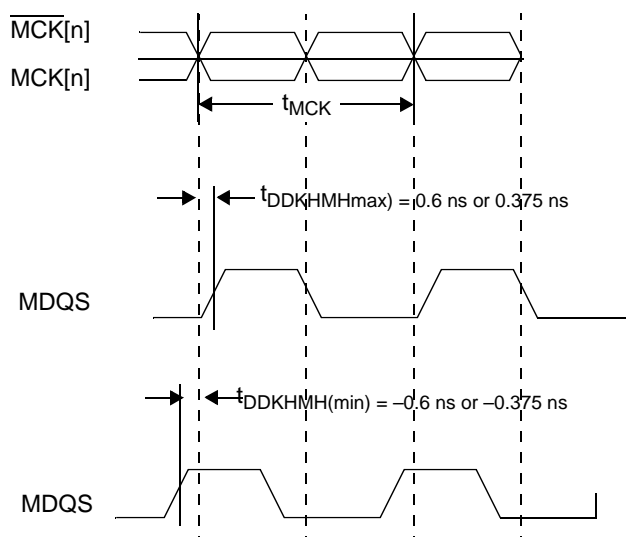 M̅C̅K̅[n]
MCK[n]
tMCK
tDDKHMHmax) = 0.6 ns or 0.375 ns
MDQS
tDDKHMH(min) = –0.6 ns or –0.375 ns
MDQS